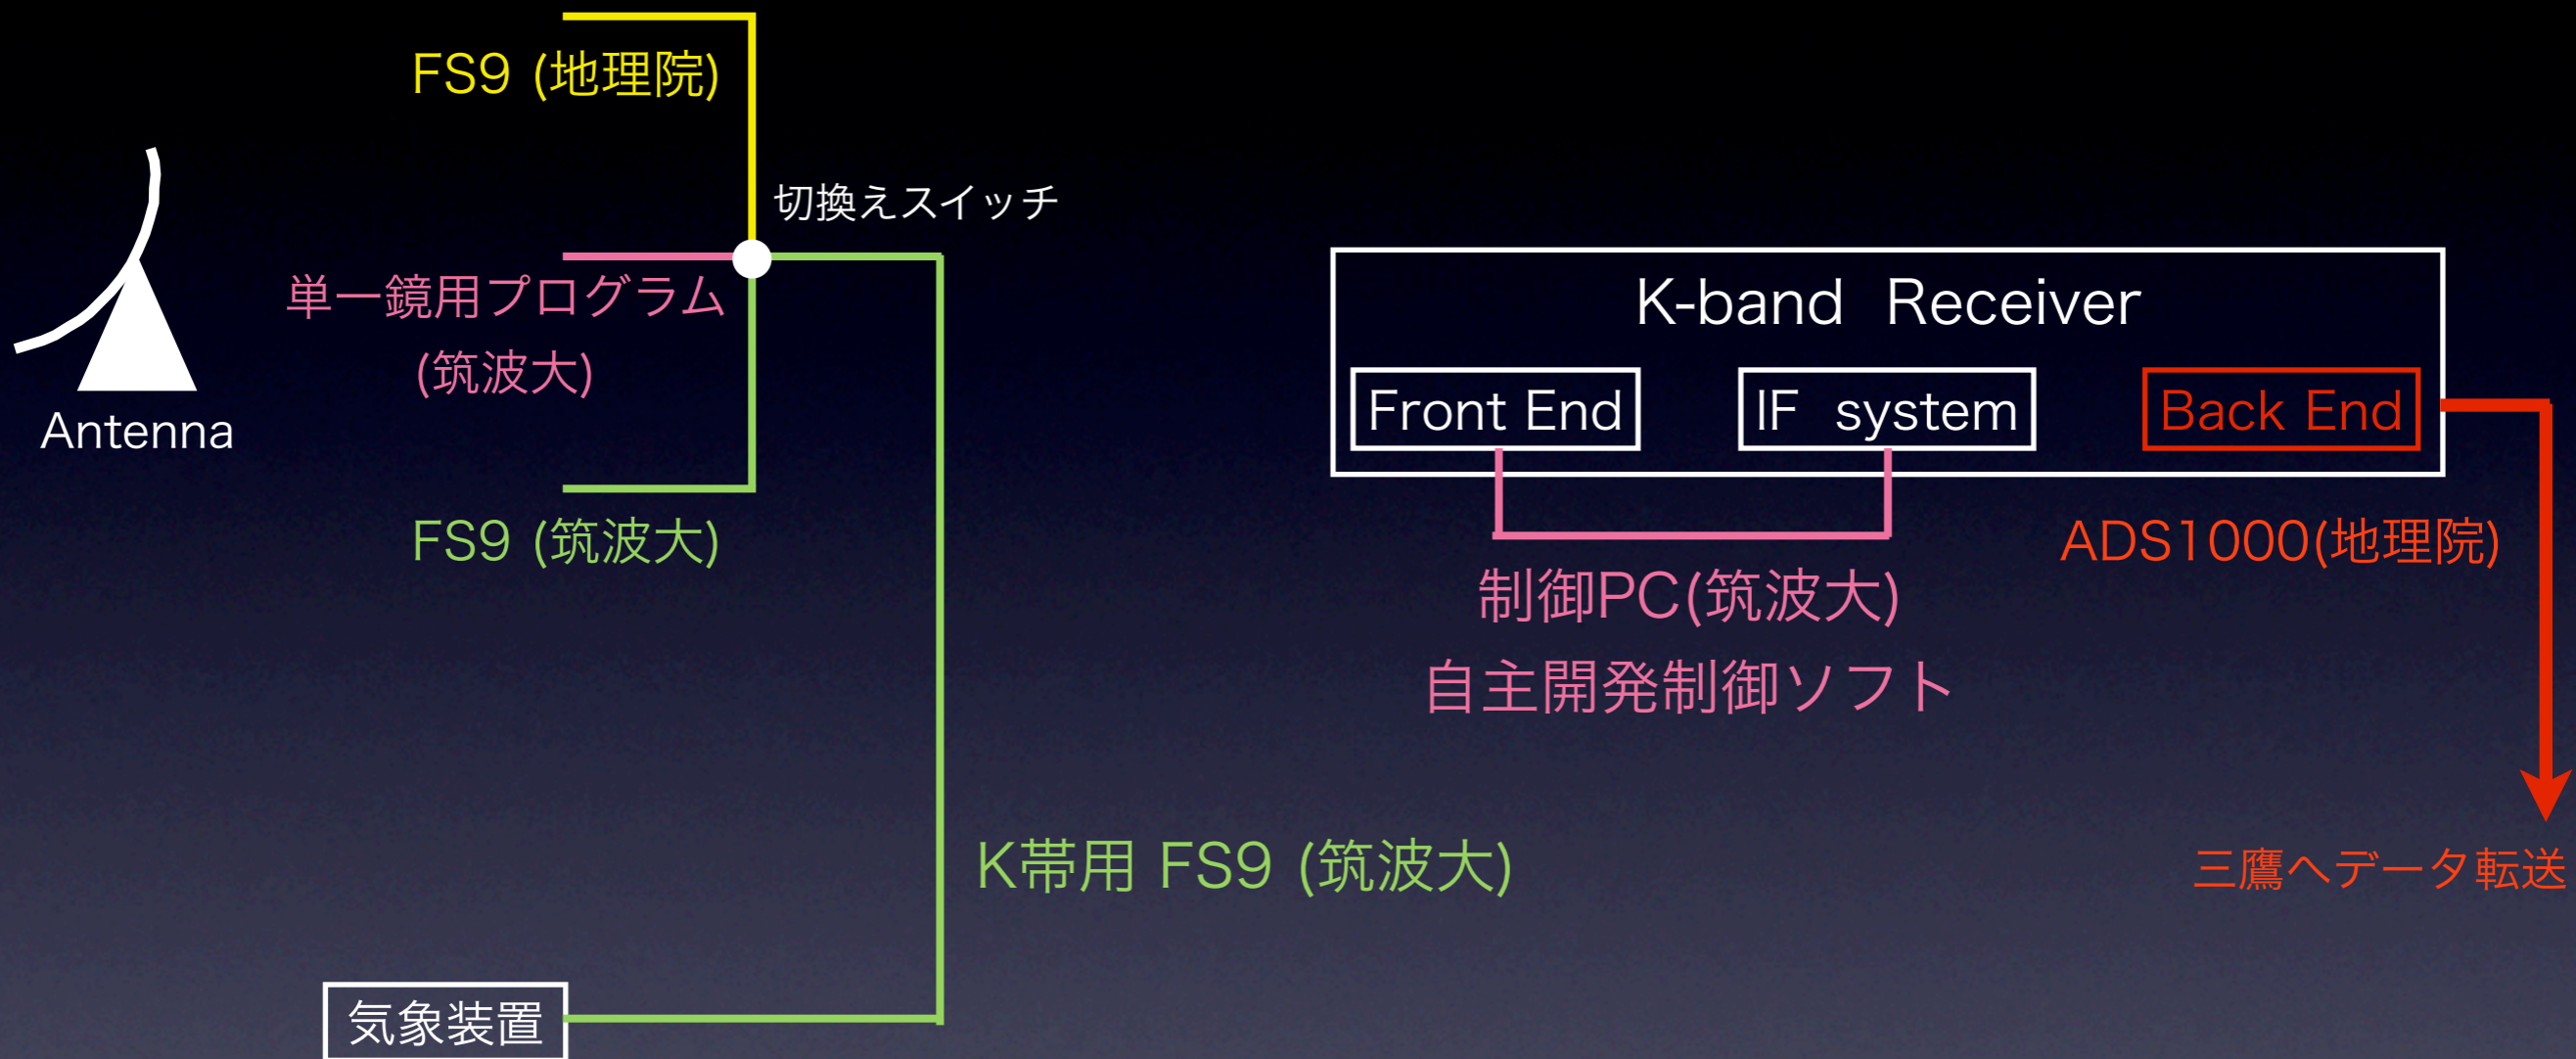 FS9 (地理院)
切換えスイッチ
単一鏡用プログラム
(筑波大)
Antenna
FS9 (筑波大)
K-band Receiver
Front End
IF system
Back End
ADS1000(地理院)
制御PC(筑波大)
自主開発制御ソフト
K帯用 FS9 (筑波大)
三鷹へデータ転送
気象装置